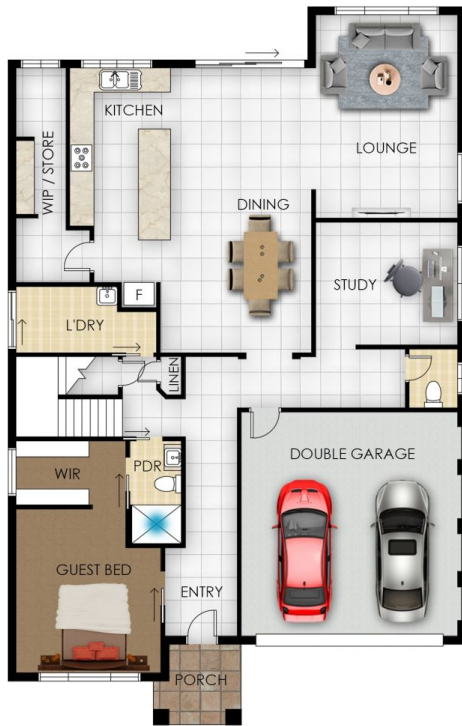 KITCHEN
WIP / STORE
LOUNGE
DINING
STUDY
F
L'DRY
LINEN
PDR
WIR
DOUBLE GARAGE
GUEST BED
ENTRY
PORCH